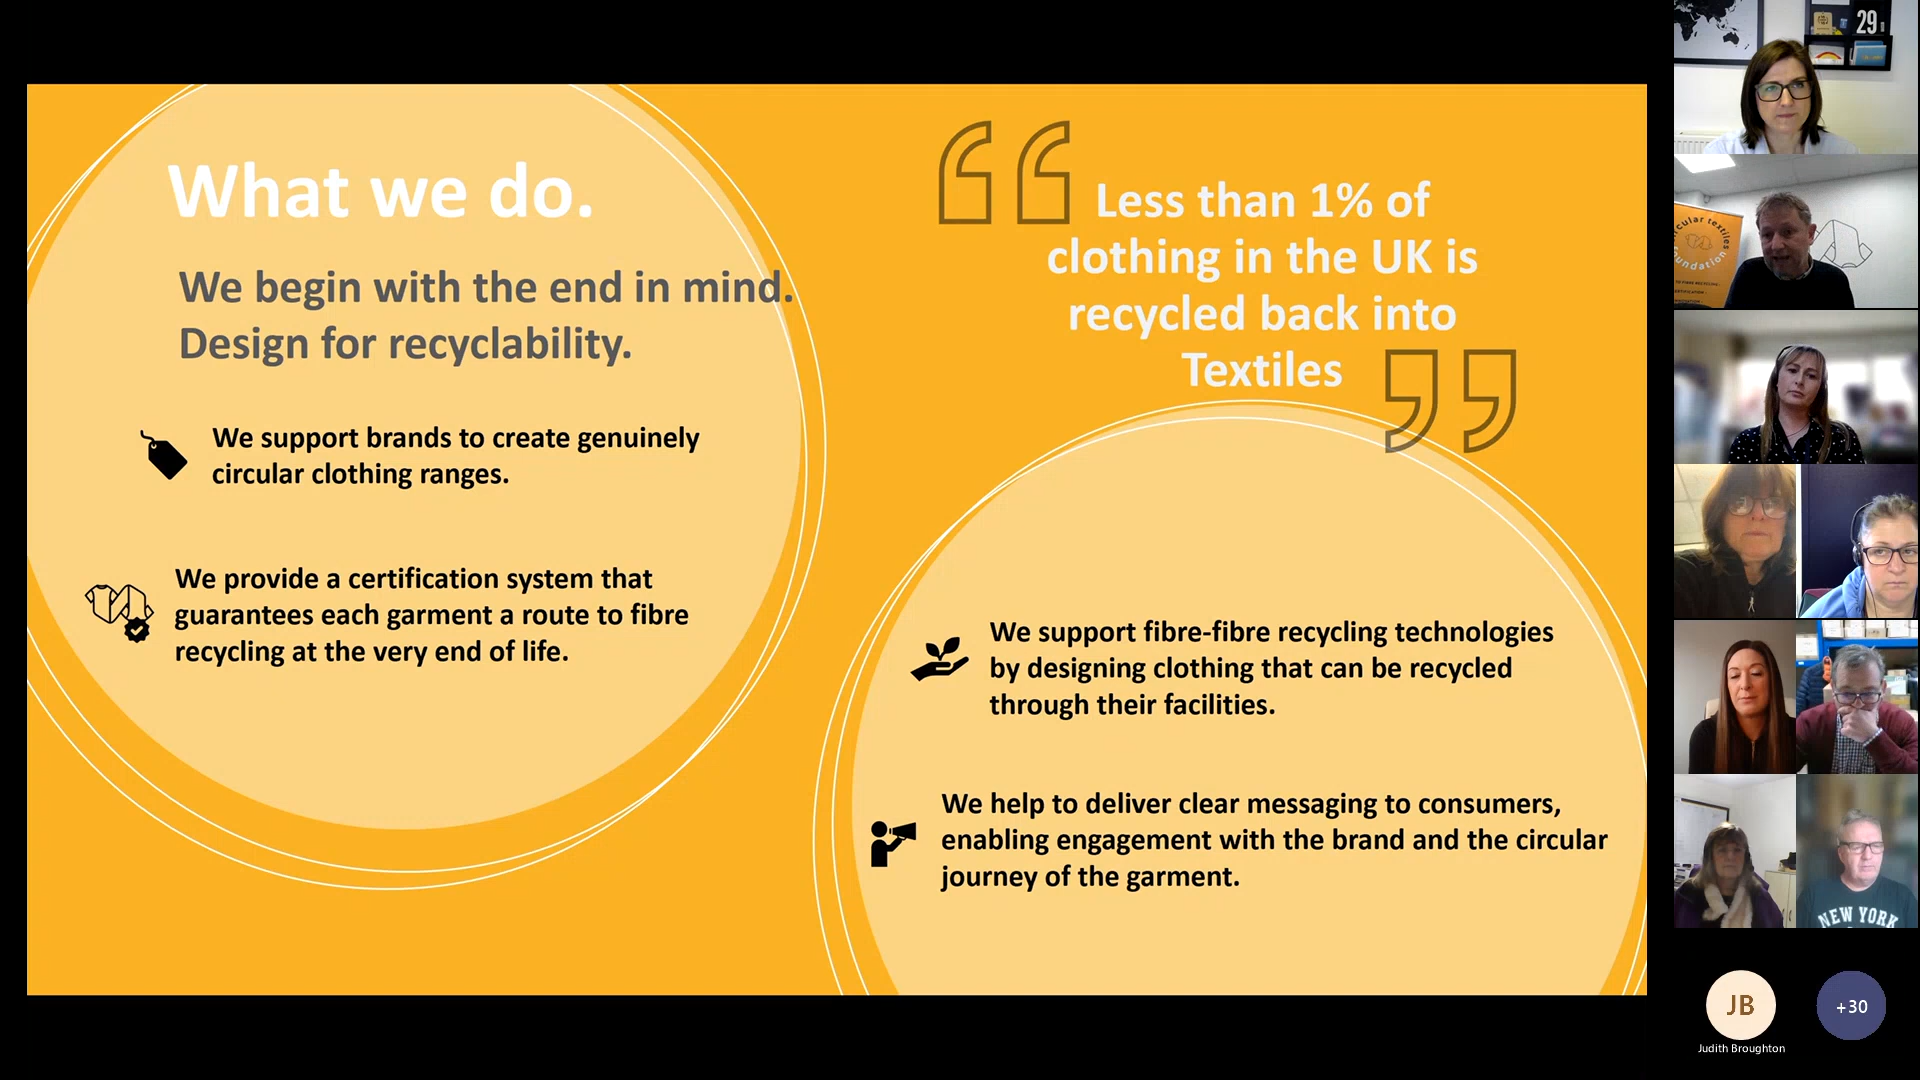 What we do.
We begin with the end in mind.
Design for recyclability.
We support brands to create genuinely
circular clothing ranges.
We provide a certification system that
guarantees each garment a route to fibre
recycling at the very end of life.
Less than 1% of
clothing in the UK is
recycled back into
Textiles
We support fibre-fibre recycling technologies
by designing clothing that can be recycled
through their facilities.
We help to deliver clear messaging to consumers,
enabling engagement with the brand and the circular
journey of the garment.
29
circular textiles
foundation
NEW YORK
JB
Judith Broughton
+30